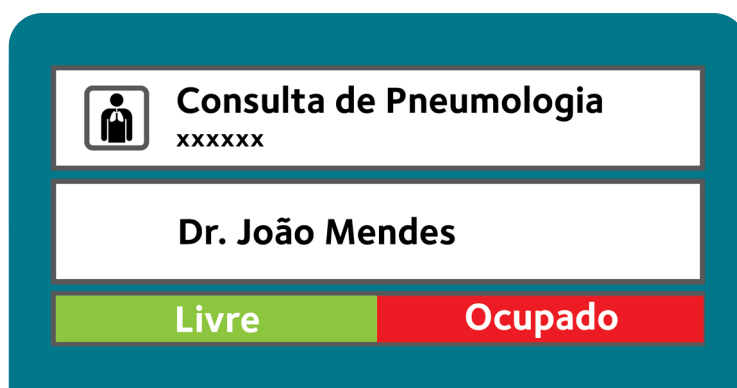 Consulta de Pneumologia
xxxxxx
Dr. João Mendes
Livre
Ocupado